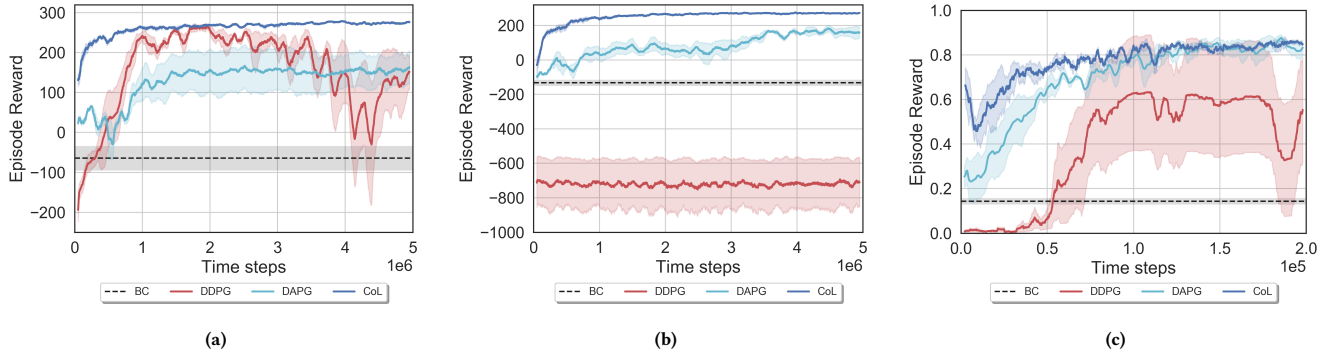 Episode Reward
300
200
100
0
−100
−200
0
1
2
3
4
5
Time steps
1e6
BC
DDPG
DAPG
CoL
(a)
Episode Reward
200
0
−200
−400
−600
−800
−1000
0
1
2
3
4
5
Time steps
1e6
BC
DDPG
DAPG
CoL
(b)
Episode Reward
1.0
0.8
0.6
0.4
0.2
0.0
0.0
0.5
1.0
1.5
2.0
Time steps
1e5
BC
DDPG
DAPG
CoL
(c)